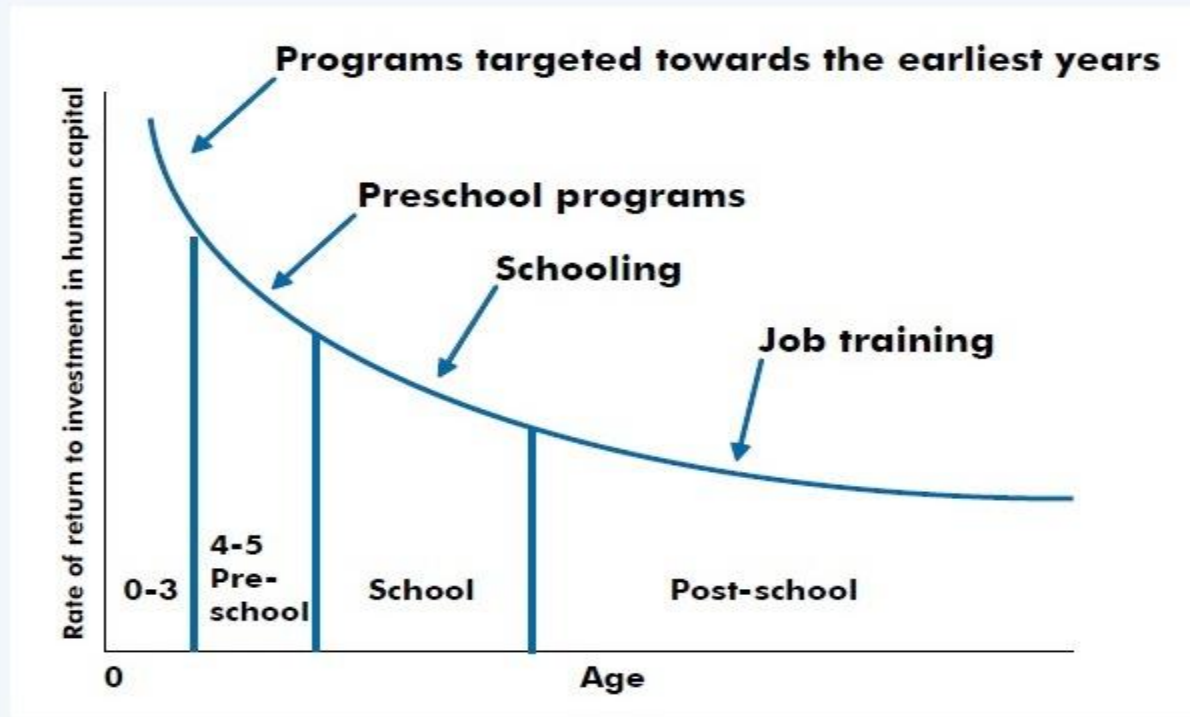 Programs targeted towards the earliest years
Rate of return to investment in human capital
Preschool programs
Schooling
Job training
0-3
4-5
Pre-
school
School
Post-school
0
Age